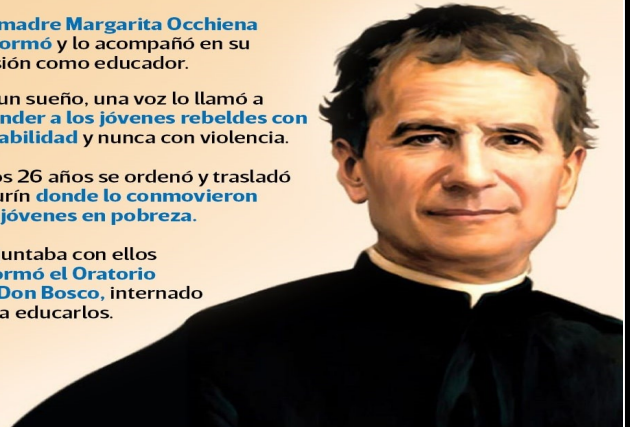 madre Margarita Occhiena
ormó y lo acompañó en su
sión como educador.
un sueño, una voz lo llamó a
nder a los jóvenes rebeldes con
abilidad y nunca con violencia.
os 26 años se ordenó y trasladó
urín donde lo conmovieron
jóvenes en pobreza.
untaba con ellos
ormó el Oratorio
Don Bosco, internado
a educarlos.